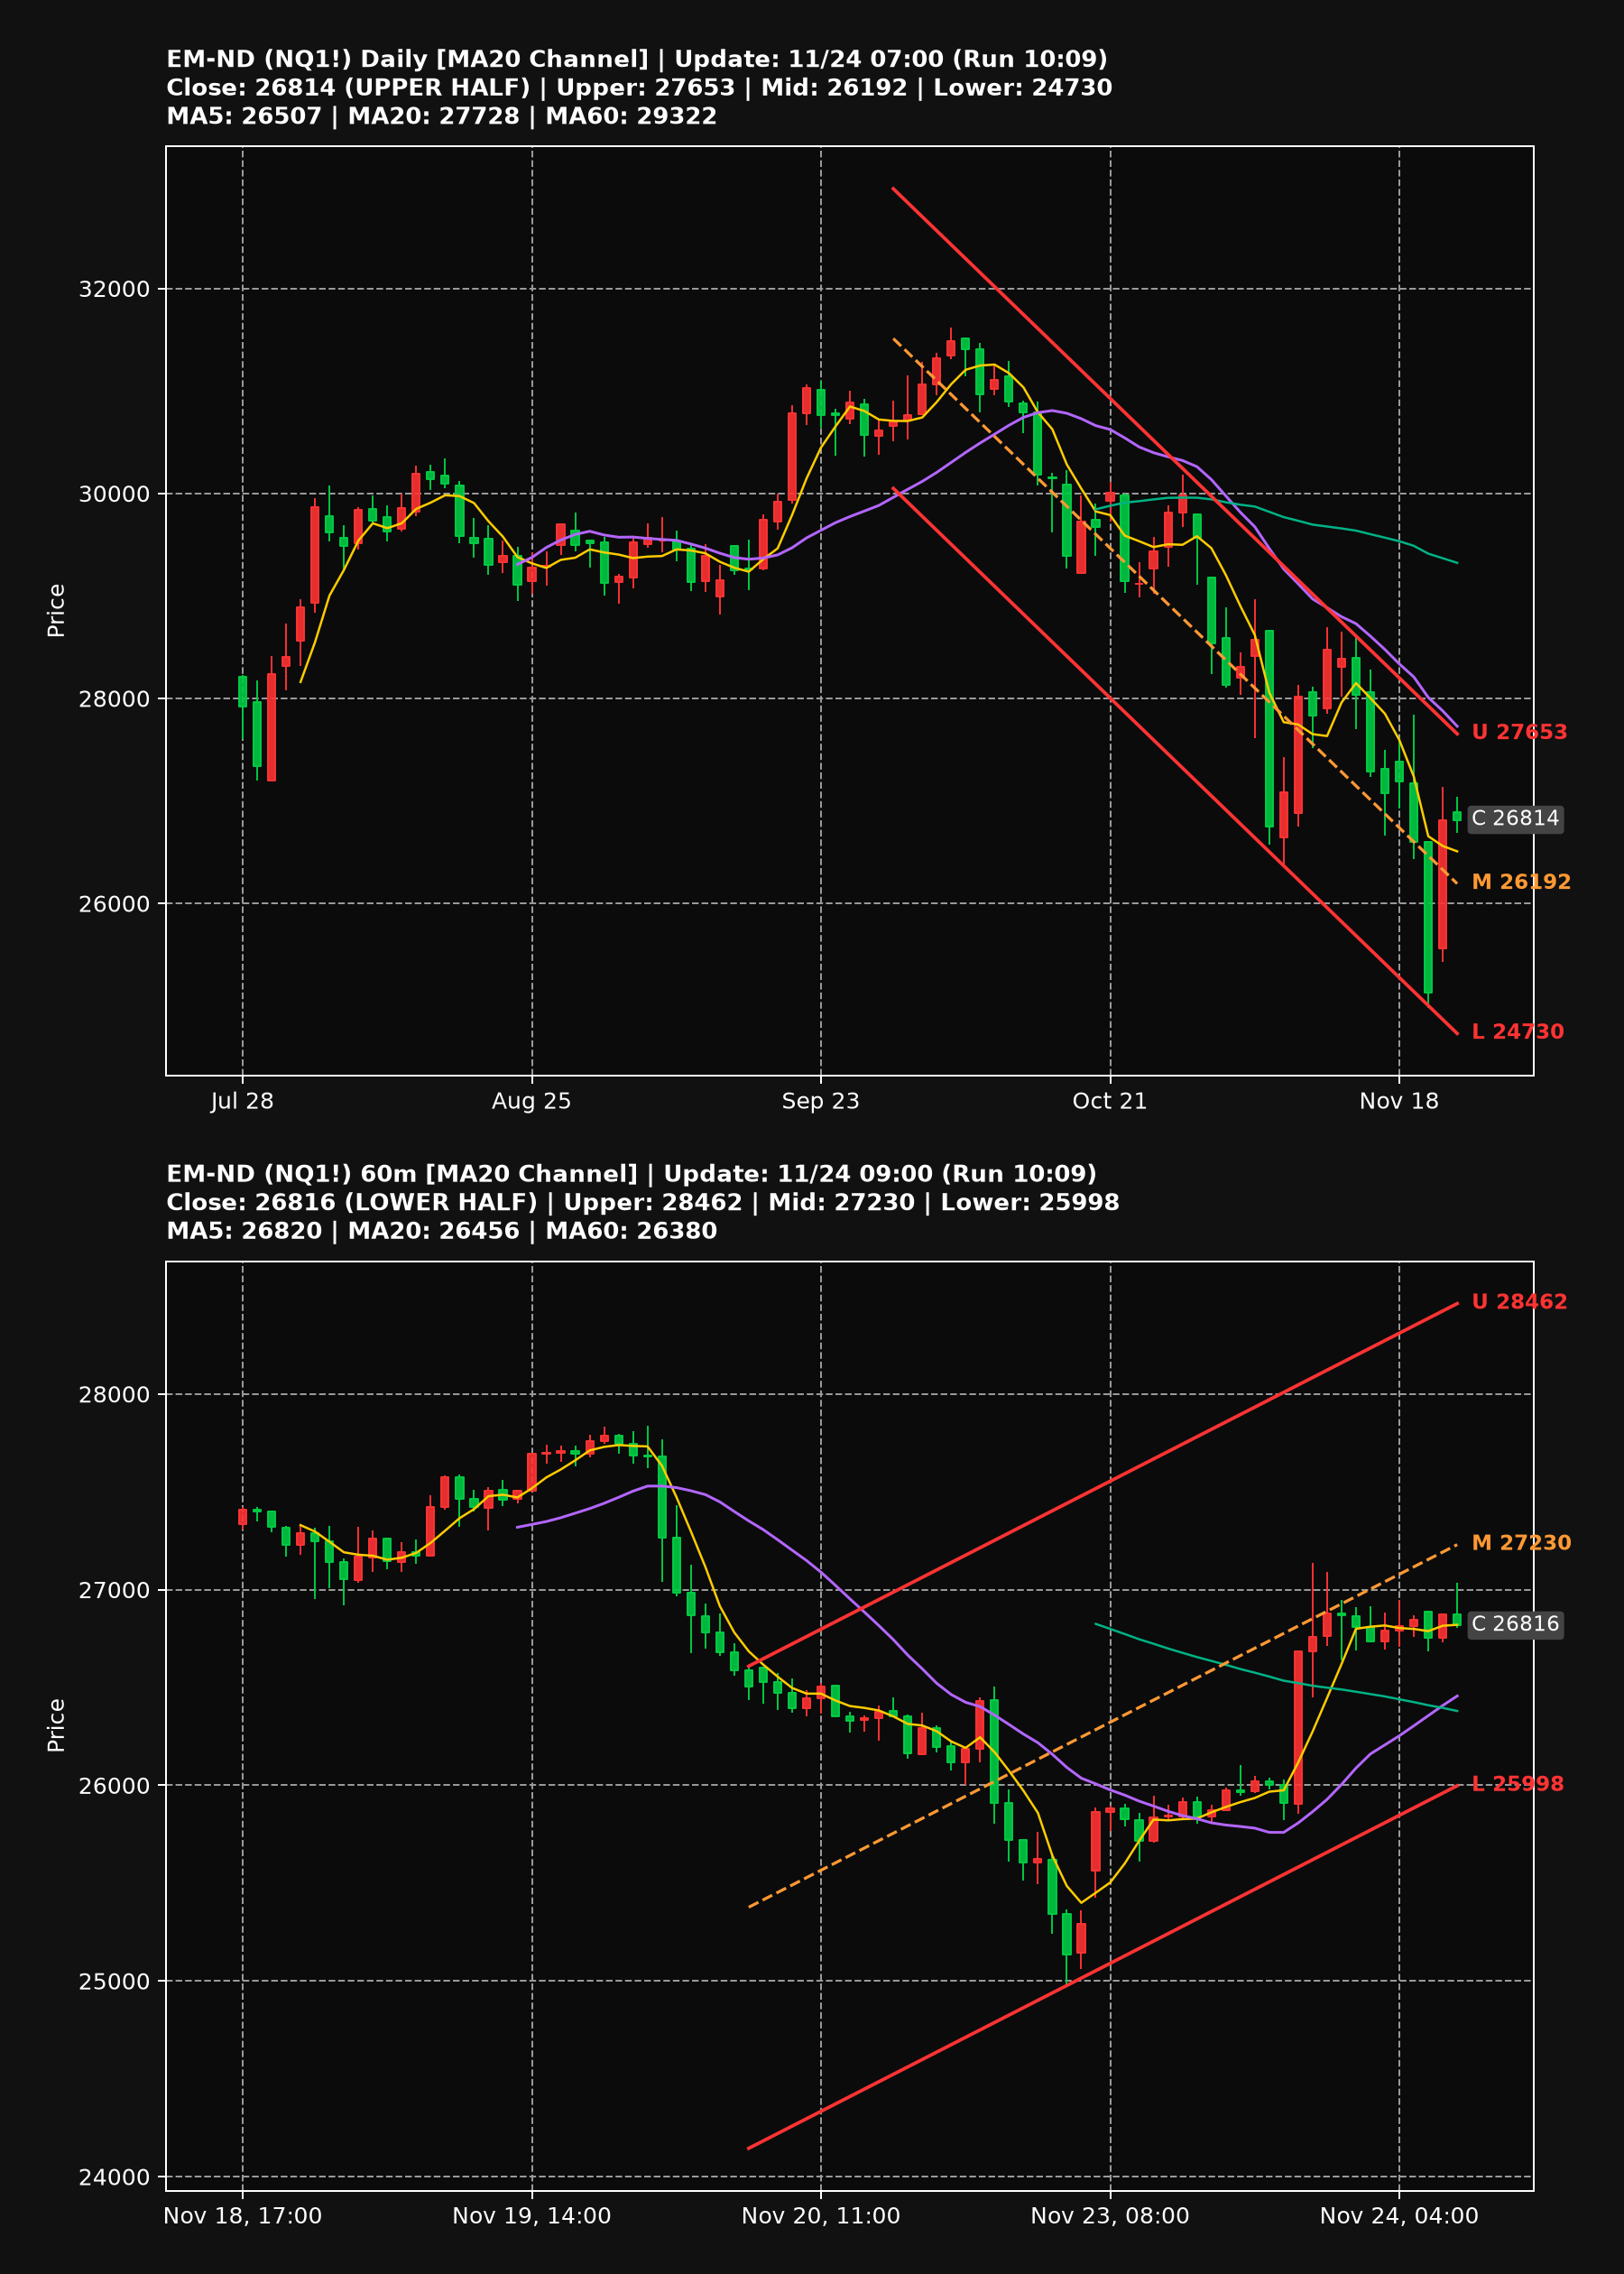 EM-ND (NQ1!) Daily [MA20 Channel] | Update: 11/24 07:00 (Run 10:09)
Close: 26814 (UPPER HALF) | Upper: 27653 | Mid: 26192 | Lower: 24730
MA5: 26507 | MA20: 27728 | MA60: 29322
Price
32000
30000
28000
26000
U 27653
C 26814
M 26192
L 24730
Jul 28
Aug 25
Sep 23
Oct 21
Nov 18
EM-ND (NQ1!) 60m [MA20 Channel] | Update: 11/24 09:00 (Run 10:09)
Close: 26816 (LOWER HALF) | Upper: 28462 | Mid: 27230 | Lower: 25998
MA5: 26820 | MA20: 26456 | MA60: 26380
Price
28000
27000
26000
25000
24000
U 28462
M 27230
C 26816
L 25998
Nov 18, 17:00
Nov 19, 14:00
Nov 20, 11:00
Nov 23, 08:00
Nov 24, 04:00